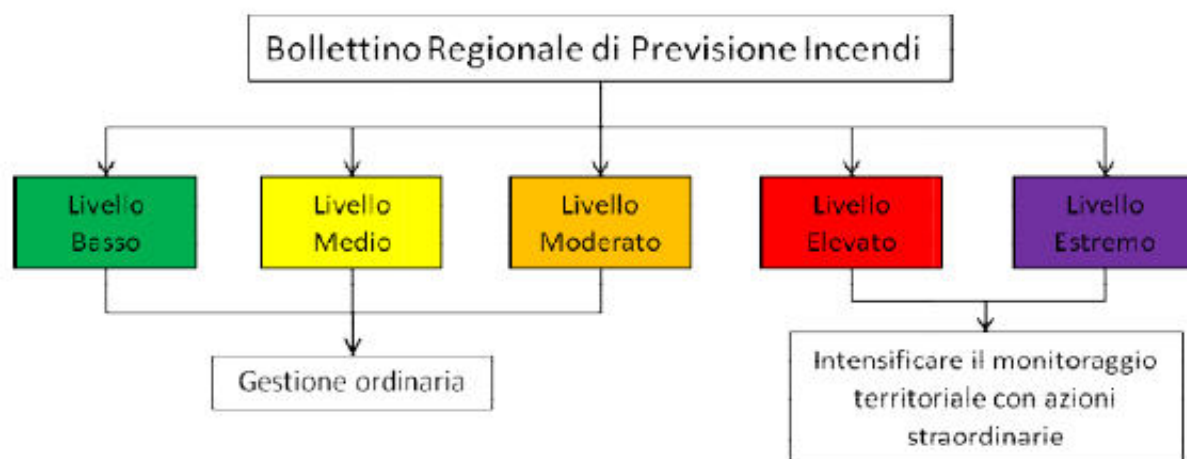 Bollettino Regionale di Previsione Incendi
Livello
Basso
Livello
Medio
Livello
Moderato
Livello
Elevato
Livello
Estremo
Gestione ordinaria
Intensificare il monitoraggio
territoriale con azioni
straordinarie